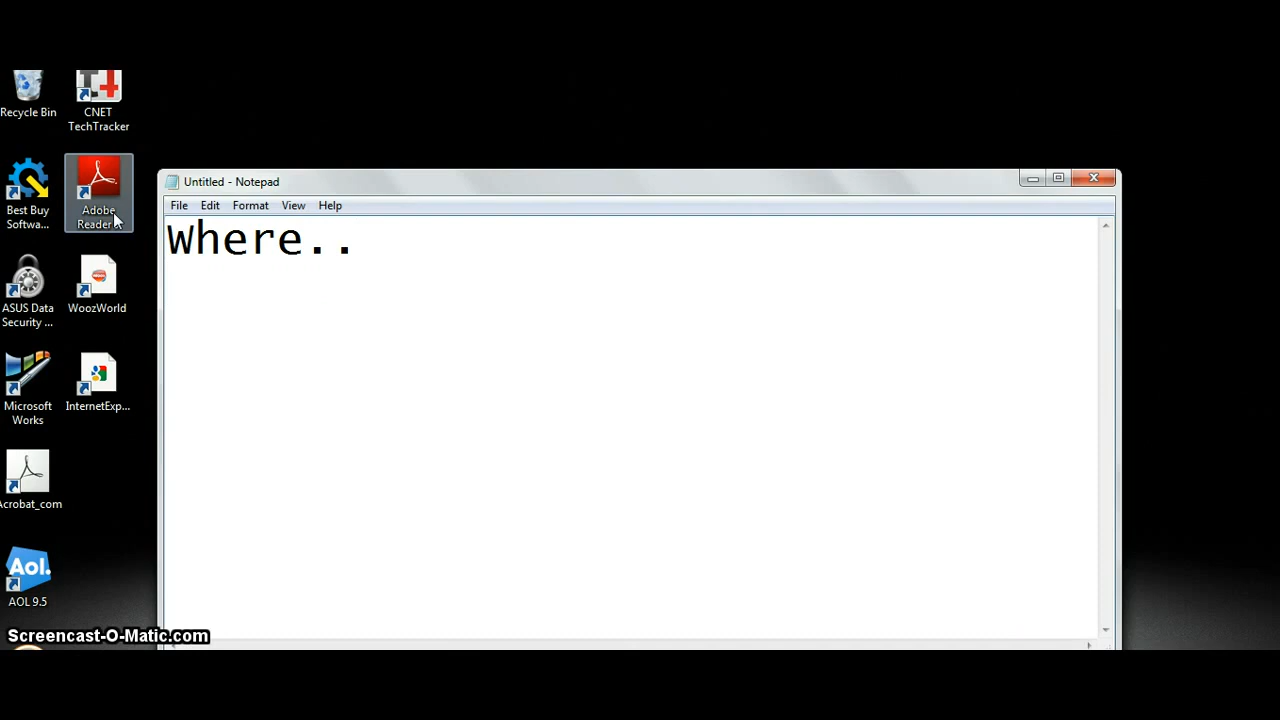 Recycle Bin
CNET
TechTracker
Best Buy
Softwa...
Adobe
Reader
ASUS Data
Security ...
WoozWorld
Microsoft
Works
InternetExp...
Acrobat_com
Aol.
AOL 9.5
Untitled - Notepad
File Edit Format View Help
Where..
Screencast-O-Matic.com